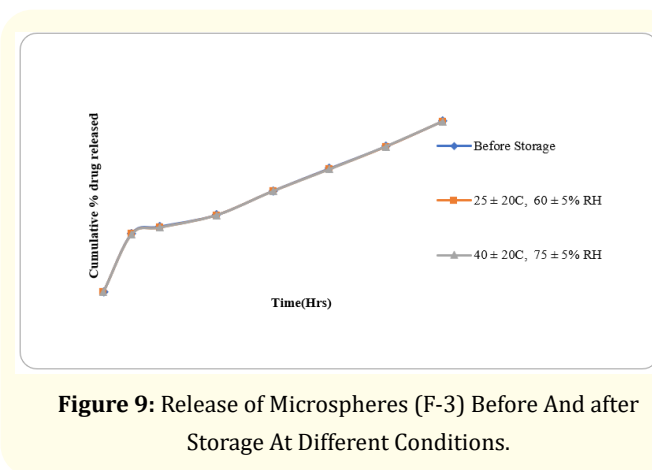 Cumulative % drug released
Before Storage
25 ± 20C, 60 ± 5% RH
40 ± 20C, 75 ± 5% RH
Time(Hrs)
Figure 9: Release of Microspheres (F-3) Before And after
Storage At Different Conditions.